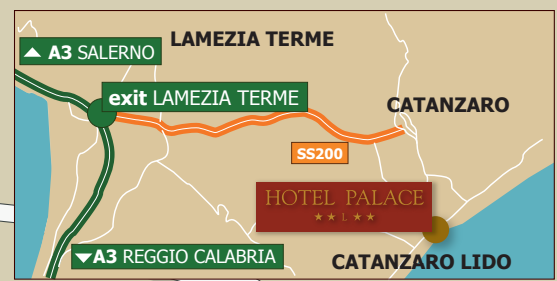 LAMEZIA TERME
A3 SALERNO
exit LAMEZIA TERME
CATANZARO
SS200
HOTEL PALACE
★★L★★
A3 REGGIO CALABRIA
CATANZARO LIDO